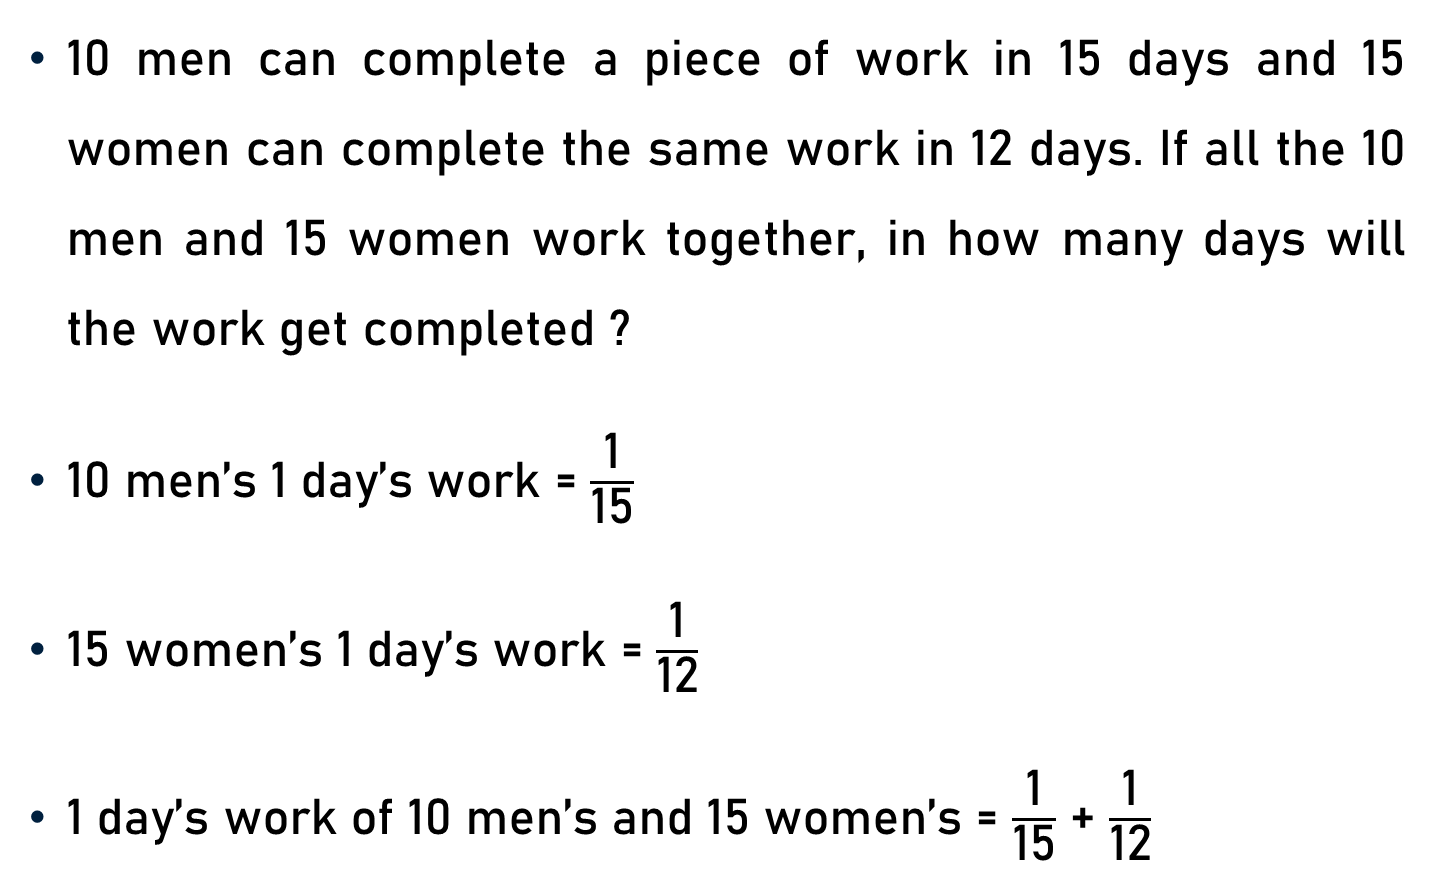 • 10 men can complete a piece of work in 15 days and 15
women can complete the same work in 12 days. If all the 10
men and 15 women work together, in how many days will
the work get completed ?
• 10 men’s 1 day’s work = 1/15
• 15 women’s 1 day’s work = 1/12
• 1 day’s work of 10 men’s and 15 women’s = 1/15 + 1/12